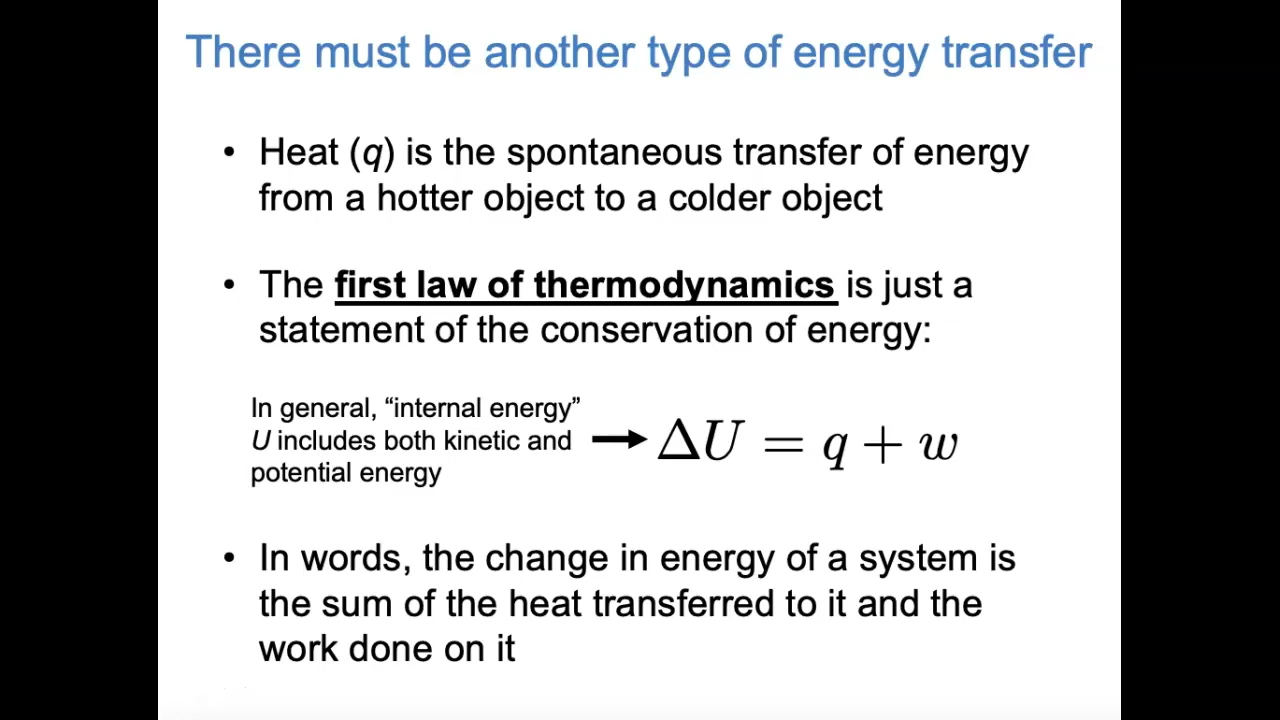 There must be another type of energy transfer
• Heat (q) is the spontaneous transfer of energy
from a hotter object to a colder object
• The first law of thermodynamics is just a
statement of the conservation of energy:
In general, “internal energy”
U includes both kinetic and
potential energy
→ ΔU = q + w
• In words, the change in energy of a system is
the sum of the heat transferred to it and the
work done on it